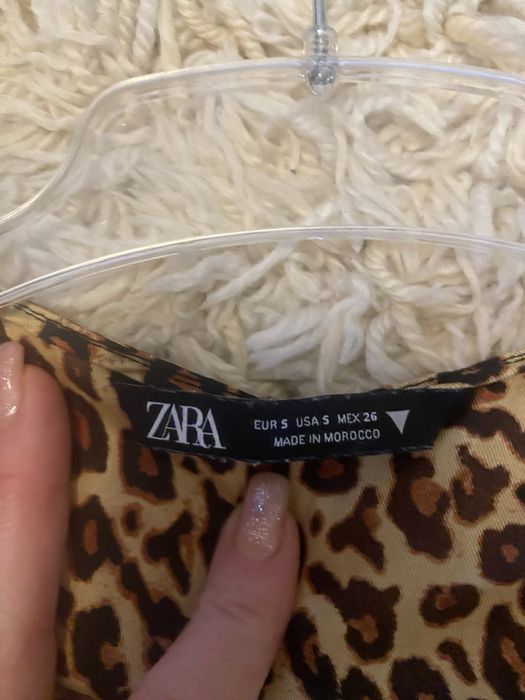 ZARA
EUR S USA S MEX 26
MADE IN MOROCCO